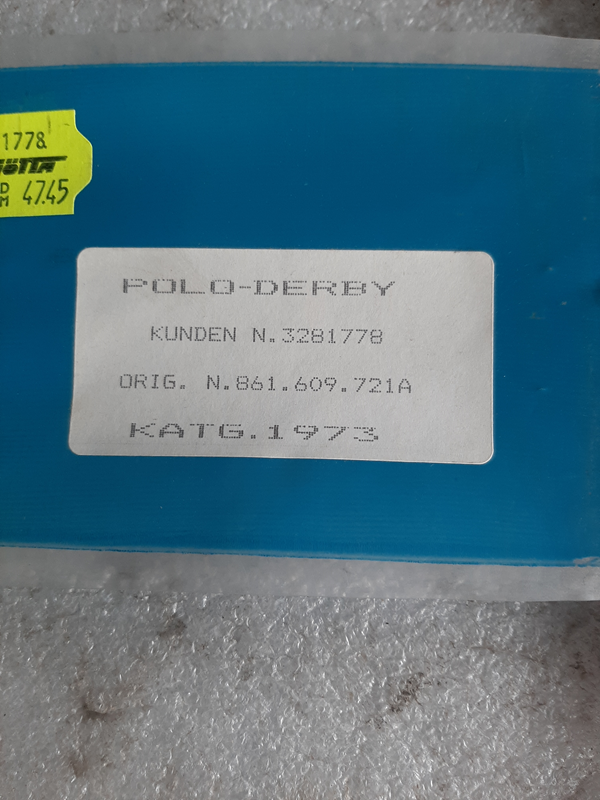 1778
D
M 47.45
POLO-DERBY
KUNDEN N.3281778
ORIG. N.861.609.721A
KATG.1973